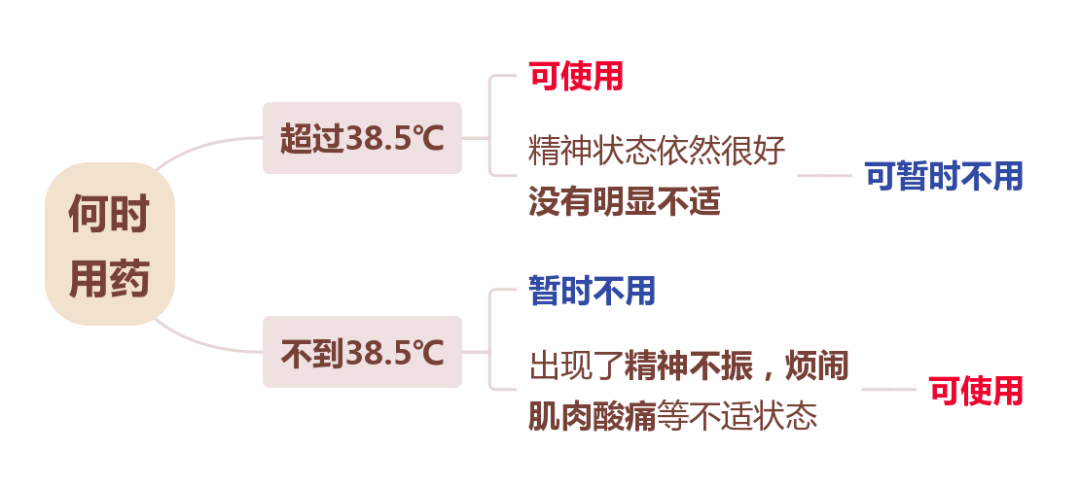 何时
用药
超过38.5℃
可使用
精神状态依然很好
没有明显不适
可暂时不用
不到38.5℃
暂时不用
出现了精神不振，烦闹
肌肉酸痛等不适状态
可使用